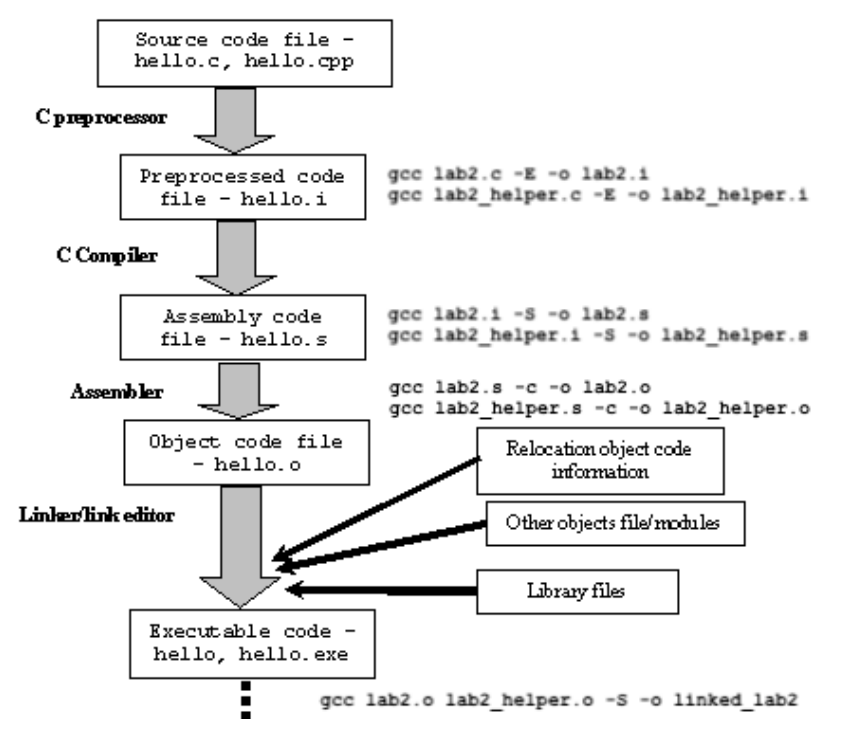 Source code file -
hello.c, hello.cpp
C preprocessor
Preprocessed code
file - hello.i
gcc lab2.c -E -o lab2.i
gcc lab2_helper.c -E -o lab2_helper.i
C Compiler
Assembly code
file - hello.s
gcc lab2.i -S -o lab2.s
gcc lab2_helper.i -S -o lab2_helper.s
Assembler
gcc lab2.s -c -o lab2.o
gcc lab2_helper.s -c -o lab2_helper.o
Object code file
- hello.o
Relocation object code
information
Linker/link editor
Other objects file/modules
Library files
Executable code -
hello, hello.exe
gcc lab2.o lab2_helper.o -S -o linked_lab2